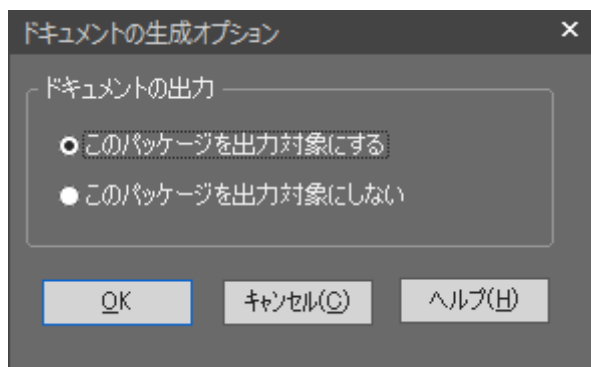 ドキュメントの生成オプション
ドキュメントの出力
このパッケージを出力対象にする
このパッケージを出力対象にしない
OK キャンセル(C) ヘルプ(H)